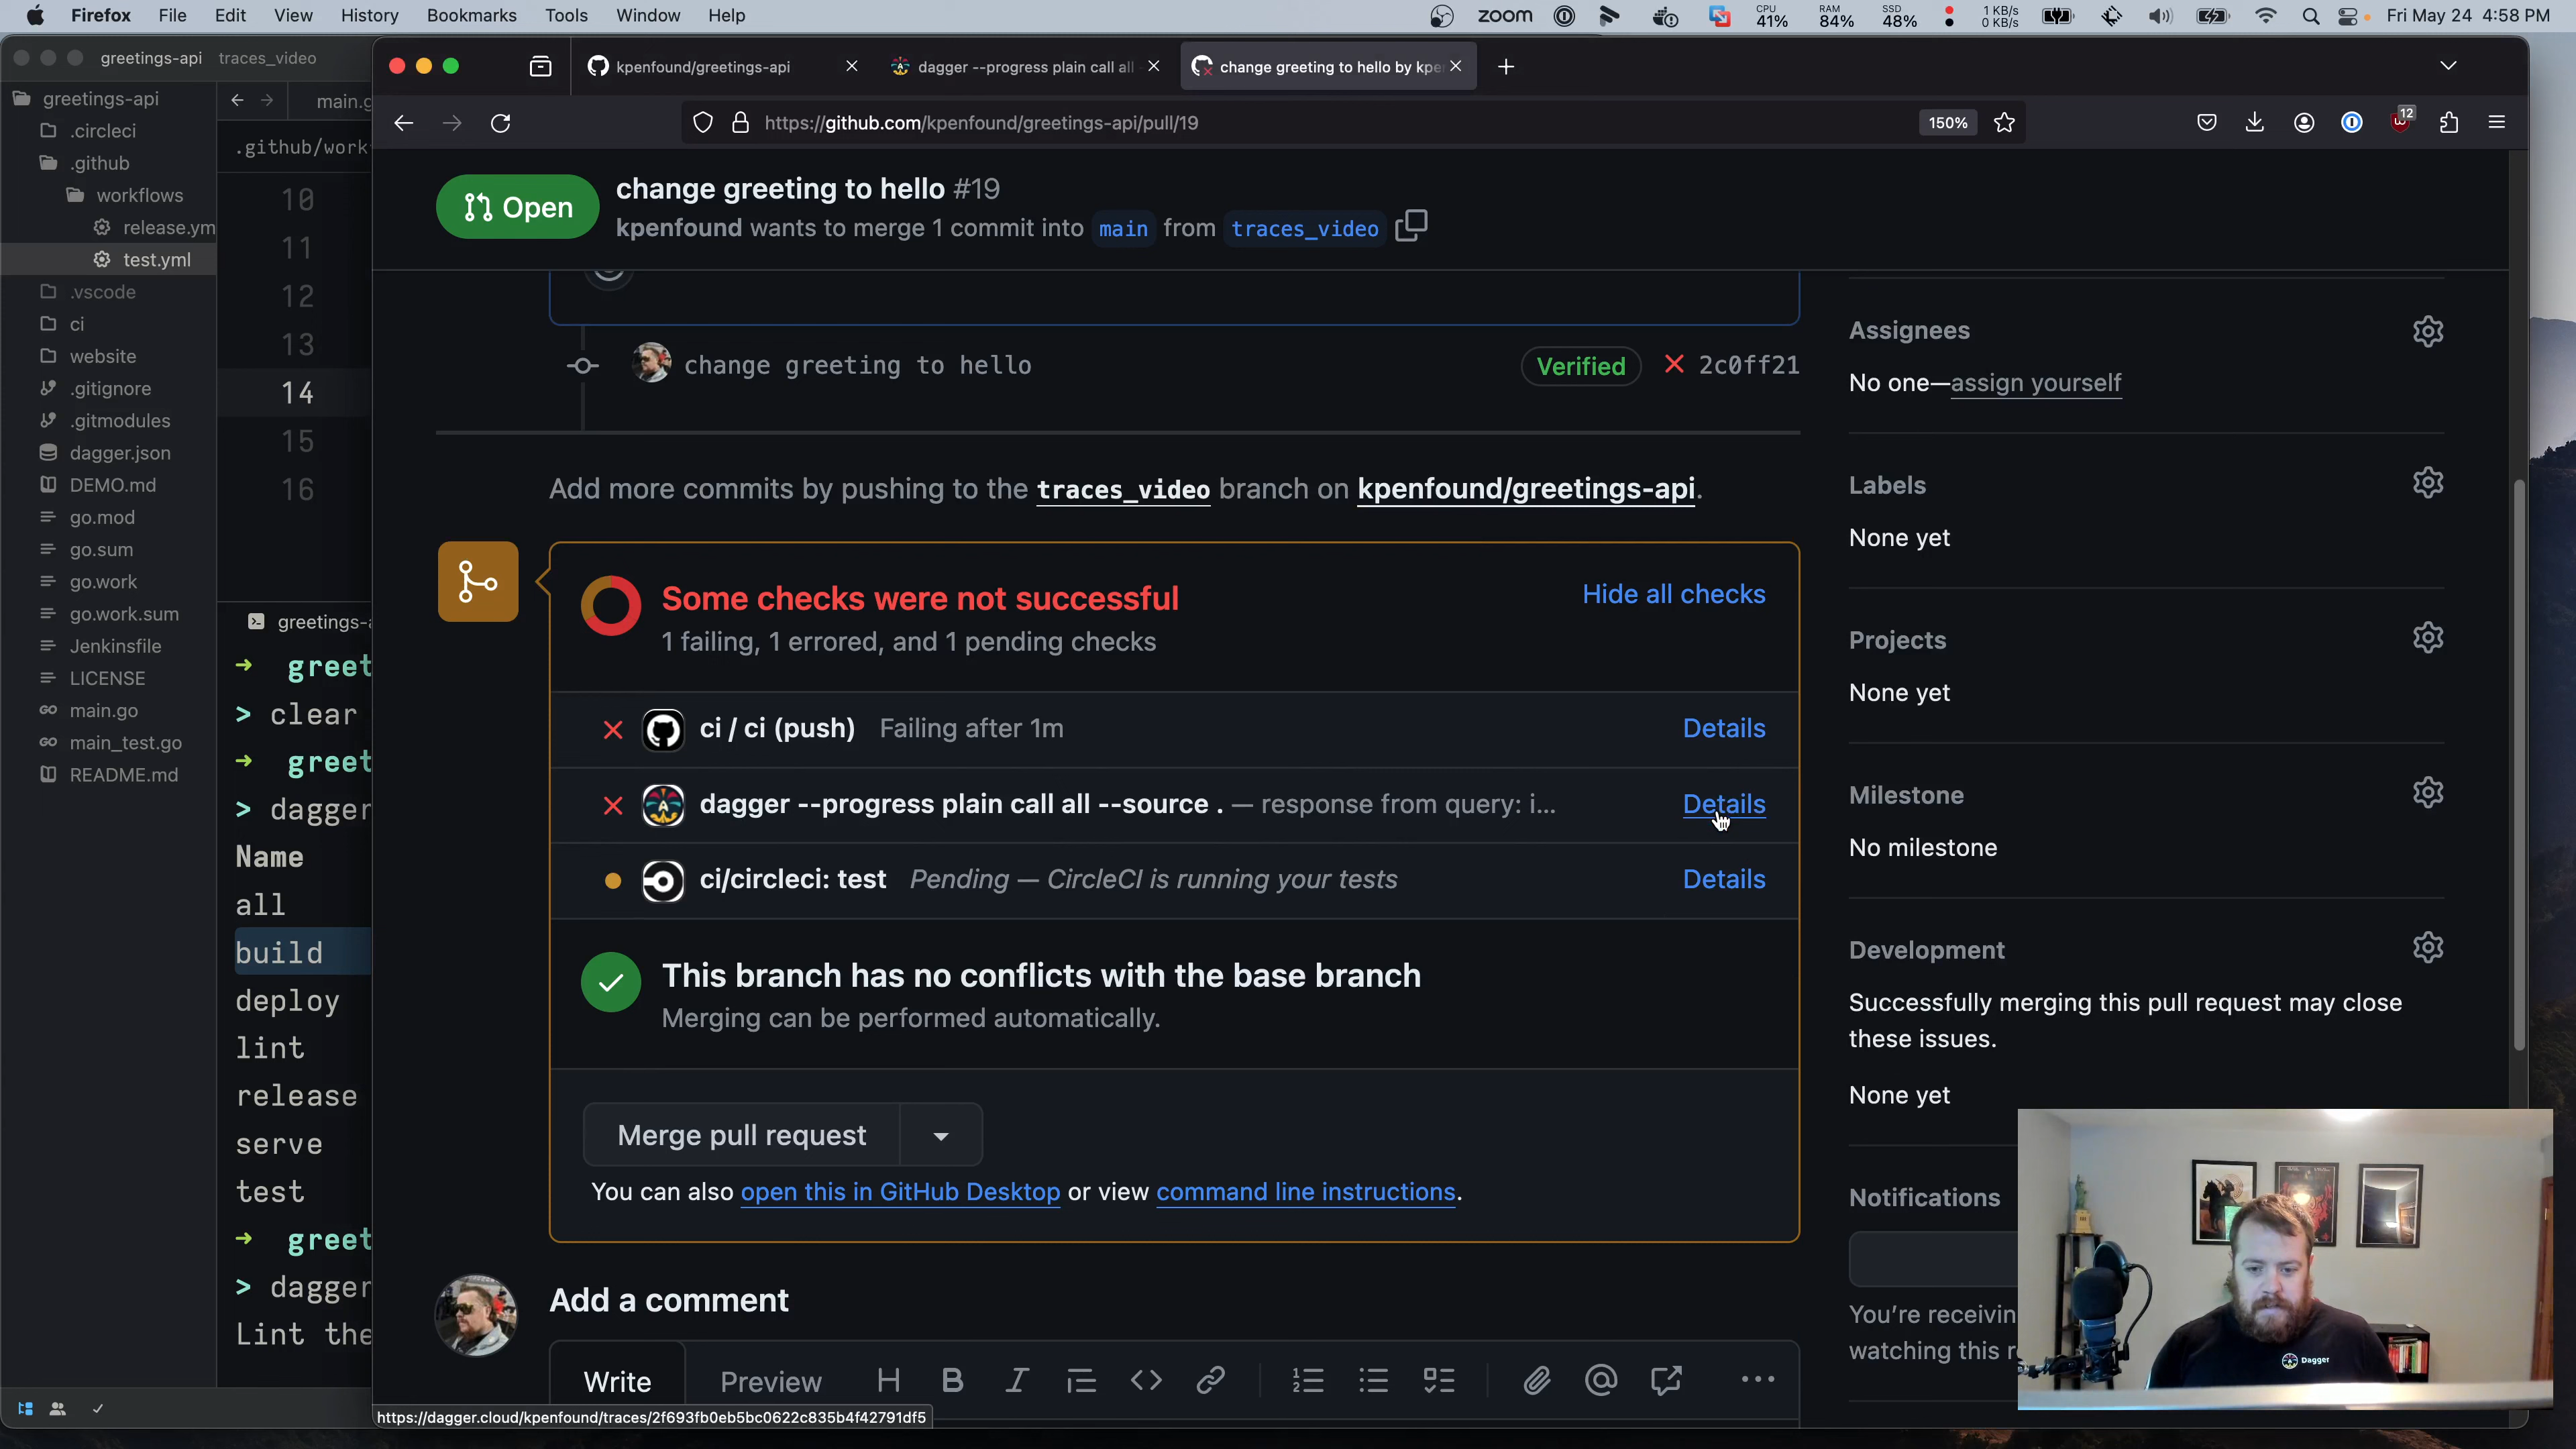 Firefox File Edit View History Bookmarks Tools Window Help
zoom CPU 41% RAM 84% SSD 48% 1 KB/s 0 KB/s Fri May 24 4:58 PM
greetings-api traces_video
kpenfound/greetings-api
dagger --progress plain call all
change greeting to hello by kpe
https://github.com/kpenfound/greetings-api/pull/19
150%
12
greetings-api
.circleci
.github
workflows
release.ym
test.yml
.vscode
ci
website
.gitignore
.gitmodules
dagger.json
DEMO.md
go.mod
go.sum
go.work
go.work.sum
Jenkinsfile
LICENSE
main.go
main_test.go
README.md
main.g
.github/work
10
11
12
13
14
15
16
greetings-a
➜ greet
> clear
➜ greet
> dagger
Name
all
build
deploy
lint
release
serve
test
➜ greet
> dagger
Lint the
Open
change greeting to hello #19
kpenfound wants to merge 1 commit into main from traces_video
change greeting to hello
Verified
2c0ff21
Add more commits by pushing to the traces_video branch on kpenfound/greetings-api.
Some checks were not successful
1 failing, 1 errored, and 1 pending checks
Hide all checks
ci / ci (push) Failing after 1m Details
dagger --progress plain call all --source . — response from query: i... Details
ci/circleci: test Pending — CircleCI is running your tests Details
This branch has no conflicts with the base branch
Merging can be performed automatically.
Merge pull request
You can also open this in GitHub Desktop or view command line instructions.
Add a comment
Write Preview
https://dagger.cloud/kpenfound/traces/2f693fb0eb5bc0622c835b4f42791df5
Assignees
No one—assign yourself
Labels
None yet
Projects
None yet
Milestone
No milestone
Development
Successfully merging this pull request may close
these issues.
None yet
Notifications
You're receivin
watching this r
Dagger